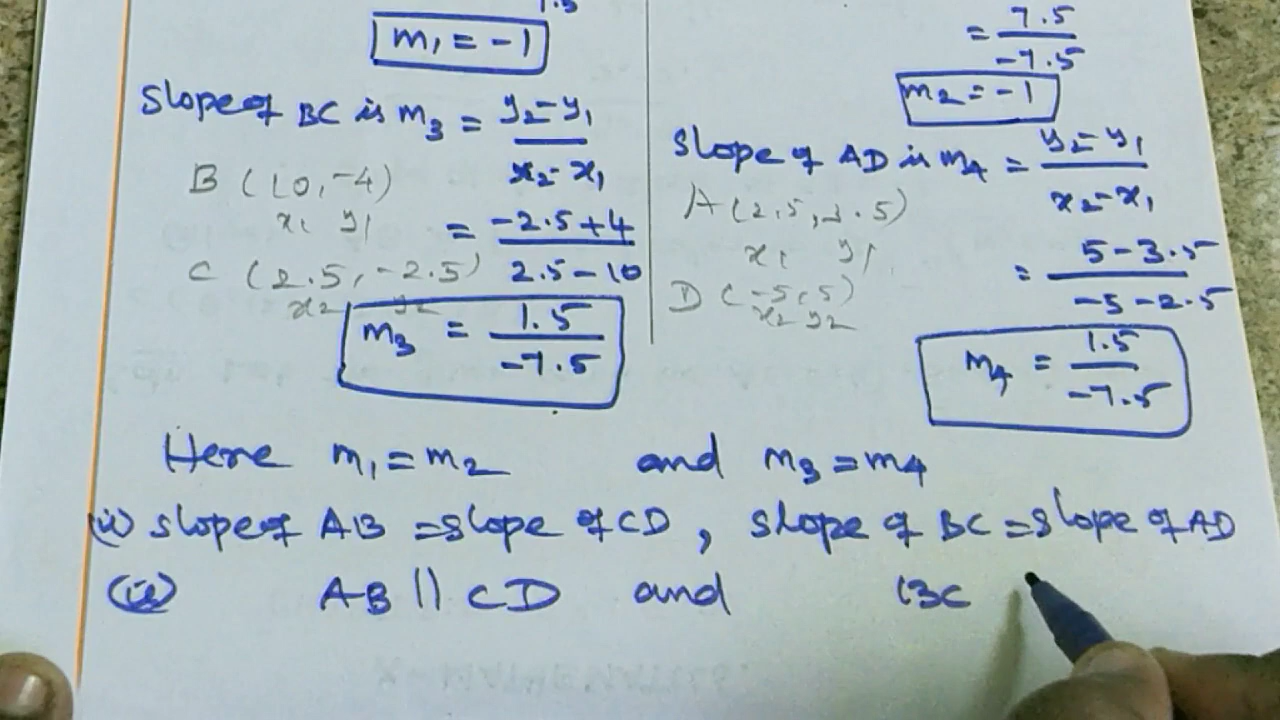 m₁ = -1
Slope of BC is m₃ = y₂-y₁ / x₂-x₁
B (10,-4)
x₁ y₁
= -2.5+4 / 2.5-10
C (2.5,-2.5)
x₂ y₂
m₃ = 1.5 / -7.5
= 7.5 / -7.5
m₂ = -1
Slope of AD is m₄ = y₂-y₁ / x₂-x₁
A (2.5, 3.5)
x₁ y₁
= 5-3.5 / -5-2.5
D (-5,5)
x₂ y₂
m₄ = 1.5 / -7.5
Here m₁=m₂ and m₃=m₄
slope of AB =slope of CD, slope of BC =slope of AD
AB || CD and BC